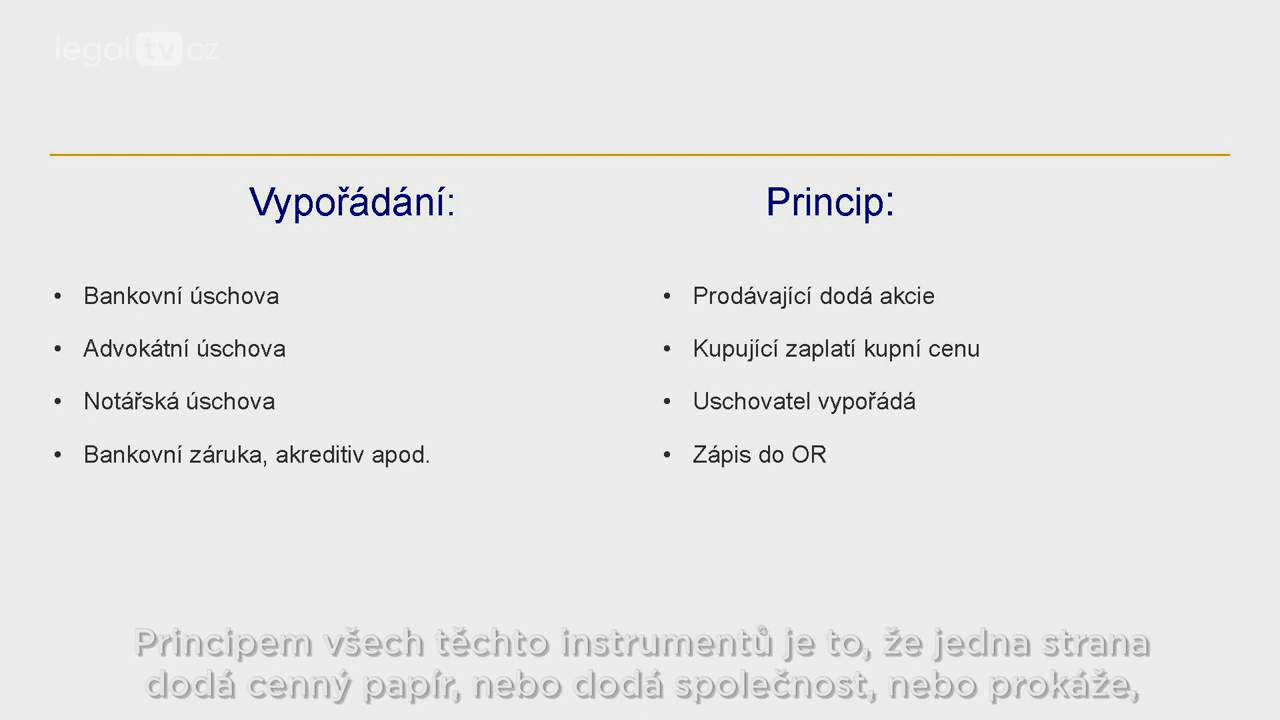 legal tv cz
Vypořádání:
• Bankovní úschova
• Advokátní úschova
• Notářská úschova
• Bankovní záruka, akreditiv apod.
Princip:
• Prodávající dodá akcie
• Kupující zaplatí kupní cenu
• Uschovatel vypořádá
• Zápis do OR
Principem všech těchto instrumentů je to, že jedna strana
dodá cenný papír, nebo dodá společnost, nebo prokáže,